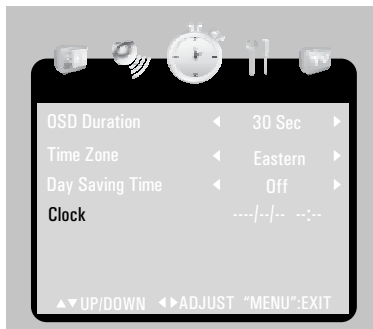 OSD Duration ◀ 30 Sec ▶
Time Zone ◀ Eastern ▶
Day Saving Time ◀ Off ▶
Clock ----/--/-- --:--
▲▼UP/DOWN ◀▶ADJUST "MENU":EXIT